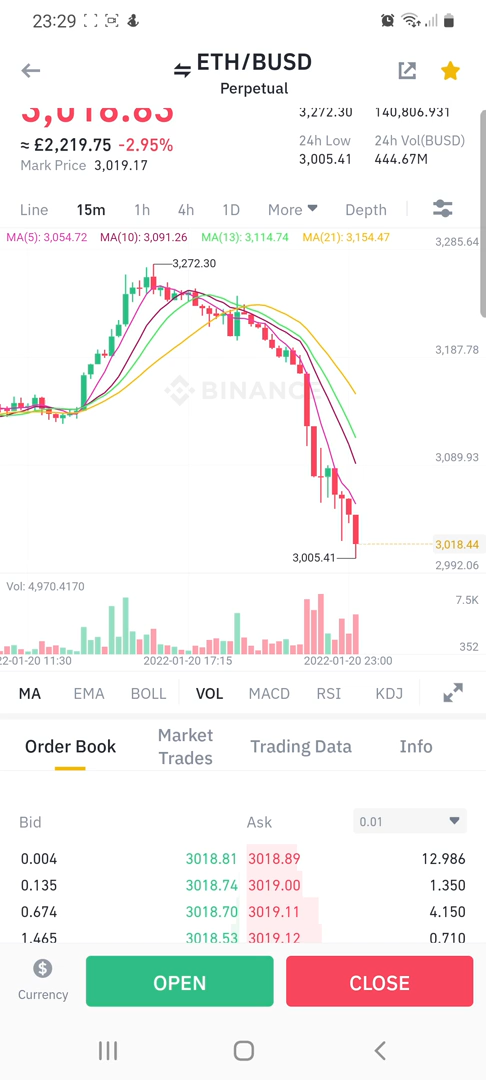 23:29
ETH/BUSD
Perpetual
3,018.83
≈ £2,219.75 -2.95%
Mark Price 3,019.17
3,272.30 140,806.931
24h Low 24h Vol(BUSD)
3,005.41 444.67M
Line 15m 1h 4h 1D More Depth
MA(5): 3,054.72 MA(10): 3,091.26 MA(13): 3,114.74 MA(21): 3,154.47
3,285.64
3,272.30
3,187.78
BINANCE
3,089.93
3,018.44
3,005.41
2,992.06
Vol: 4,970.4170
7.5K
352
22-01-20 11:30 2022-01-20 17:15 2022-01-20 23:00
MA EMA BOLL VOL MACD RSI KDJ
Order Book Market Trades Trading Data Info
Bid Ask 0.01
0.004 3018.81 3018.89 12.986
0.135 3018.74 3019.00 1.350
0.674 3018.70 3019.11 4.150
1.465 3018.53 3019.12 0.710
$
Currency OPEN CLOSE